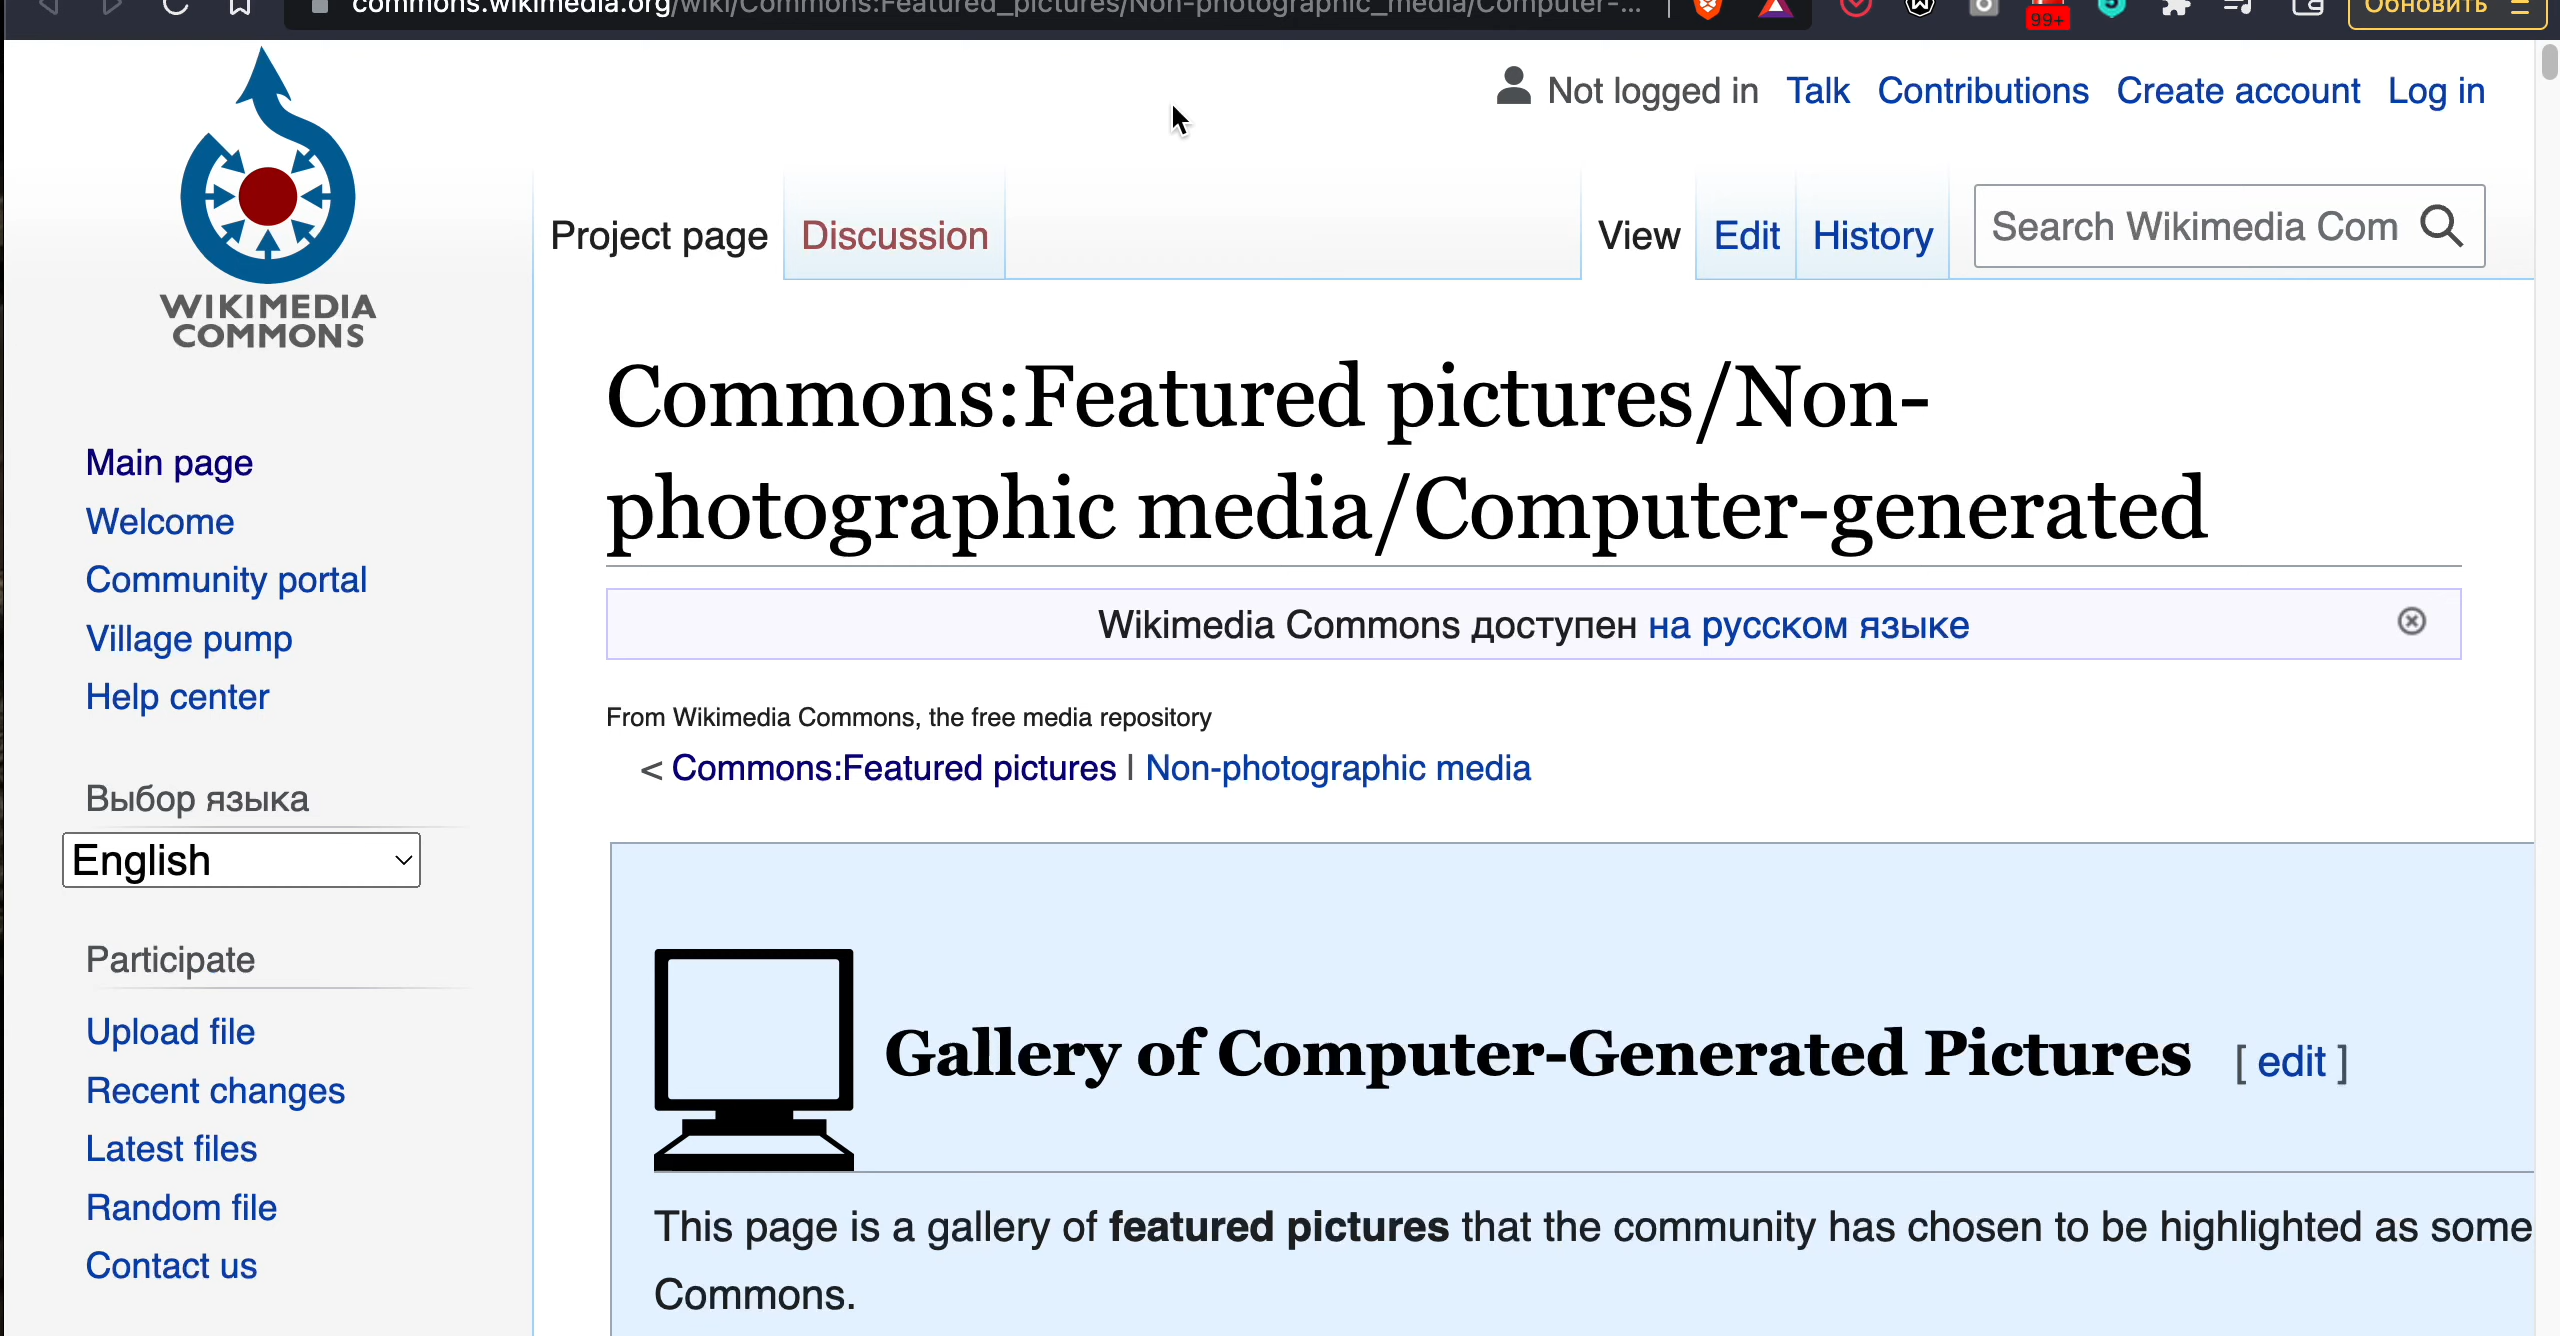 commons.wikimedia.org/wiki/Commons:Featured_pictures/Non-photographic_media/Computer-...
99+
Обновить
Not logged in Talk Contributions Create account Log in
WIKIMEDIA
COMMONS
Project page Discussion View Edit History Search Wikimedia Com
Commons:Featured pictures/Non-
photographic media/Computer-generated
Wikimedia Commons доступен на русском языке
From Wikimedia Commons, the free media repository
< Commons:Featured pictures | Non-photographic media
Main page
Welcome
Community portal
Village pump
Help center
Выбор языка
English
Participate
Upload file
Recent changes
Latest files
Random file
Contact us
Gallery of Computer-Generated Pictures [ edit ]
This page is a gallery of featured pictures that the community has chosen to be highlighted as some
Commons.